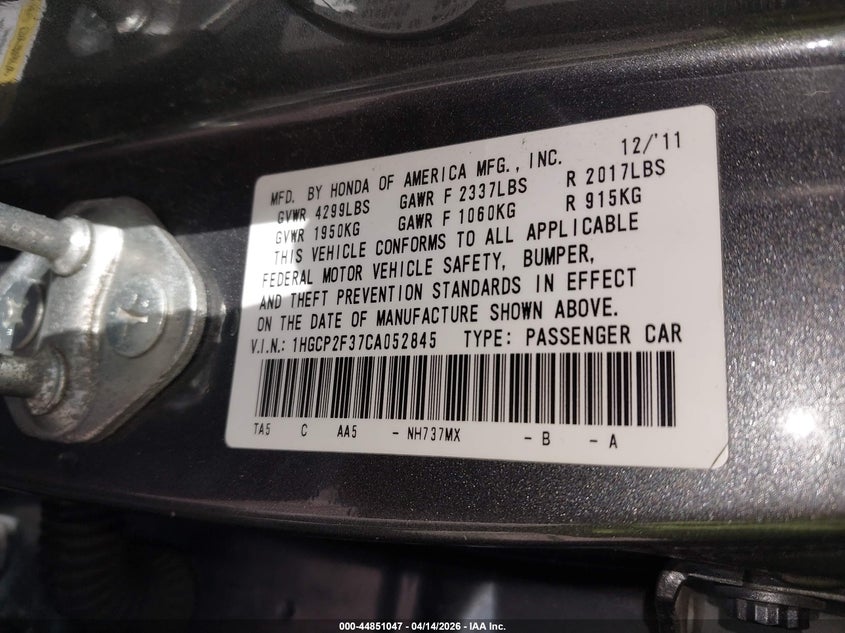 12/'11
MFD. BY HONDA OF AMERICA MFG., INC.
GVWR 4299LBS GAWR F 2337LBS R 2017LBS
GVWR 1950KG GAWR F 1060KG R 915KG
THIS VEHICLE CONFORMS TO ALL APPLICABLE
FEDERAL MOTOR VEHICLE SAFETY, BUMPER,
AND THEFT PREVENTION STANDARDS IN EFFECT
ON THE DATE OF MANUFACTURE SHOWN ABOVE.
V.I.N.: 1HGCP2F37CA052845 TYPE: PASSENGER CAR
TA5 C AA5 - NH737MX - B - A
000-44851047 - 04/14/2026 - IAA Inc.